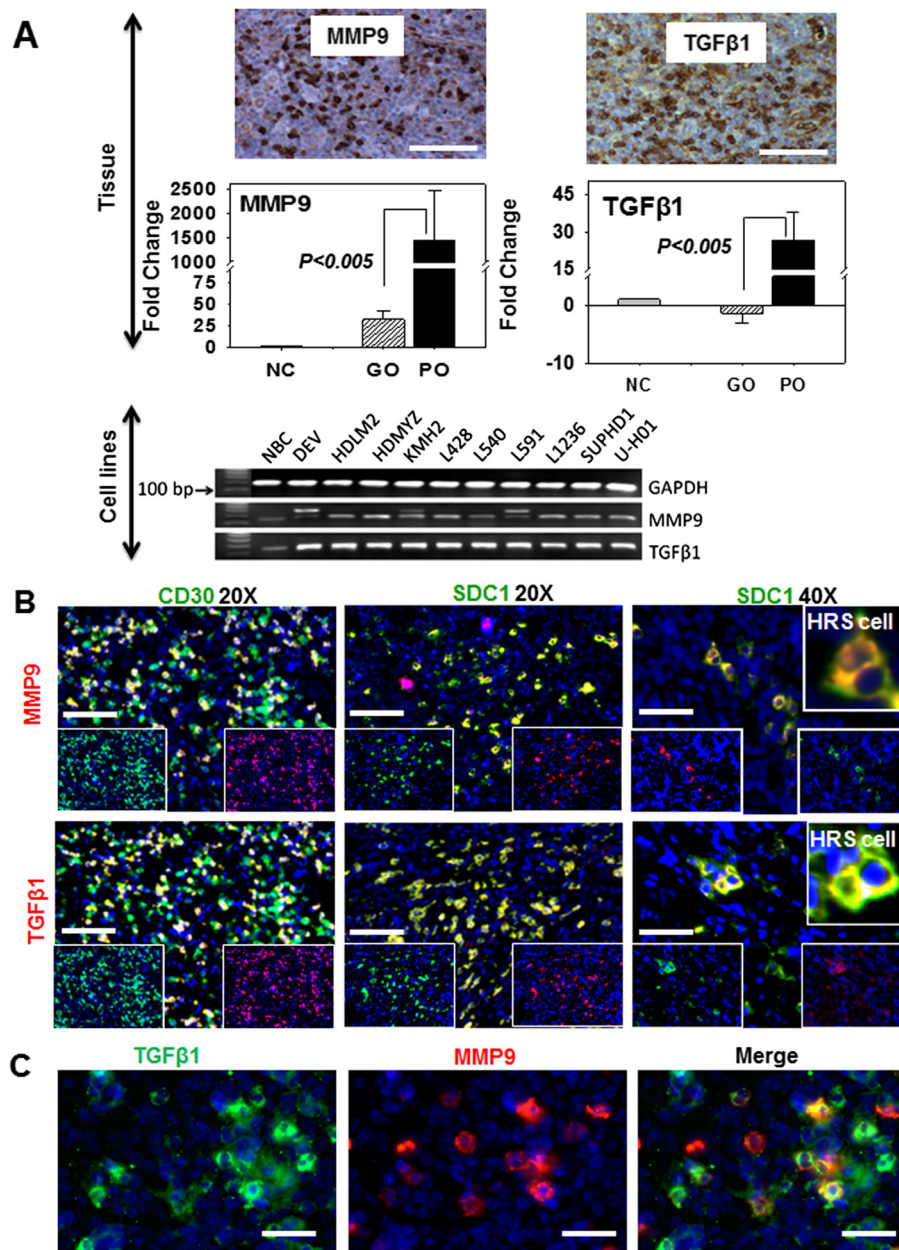 A
Tissue
MMP9
TGFβ1
Fold Change
2500
2000
1500
1000
75
50
25
0
MMP9
P<0.005
NC GO PO
Fold Change
45
30
15
0
-10
TGFβ1
P<0.005
NC GO PO
Cell lines
NBC DEV HDLM2 HDMYZ KMH2 L428 L540 L591 L1236 SUPHD1 U-H01
100 bp GAPDH
MMP9
TGFβ1
B
CD30 20X SDC1 20X SDC1 40X
MMP9
HRS cell
TGFβ1
HRS cell
C
TGFβ1 MMP9 Merge